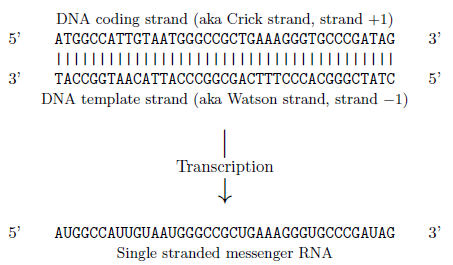 DNA coding strand (aka Crick strand, strand +1)
5’ ATGGCCATTGTAATGGGCCGCTGAAAGGGTGCCCGATAG 3’
3’ TACCGGTAACATTACCCGGCGACTTTCCCACGGGCTATC 5’
DNA template strand (aka Watson strand, strand −1)
Transcription
5’ AUGGCCAUUGUAAUGGGCCGCUGAAAGGGUGCCCGAUAG 3’
Single stranded messenger RNA